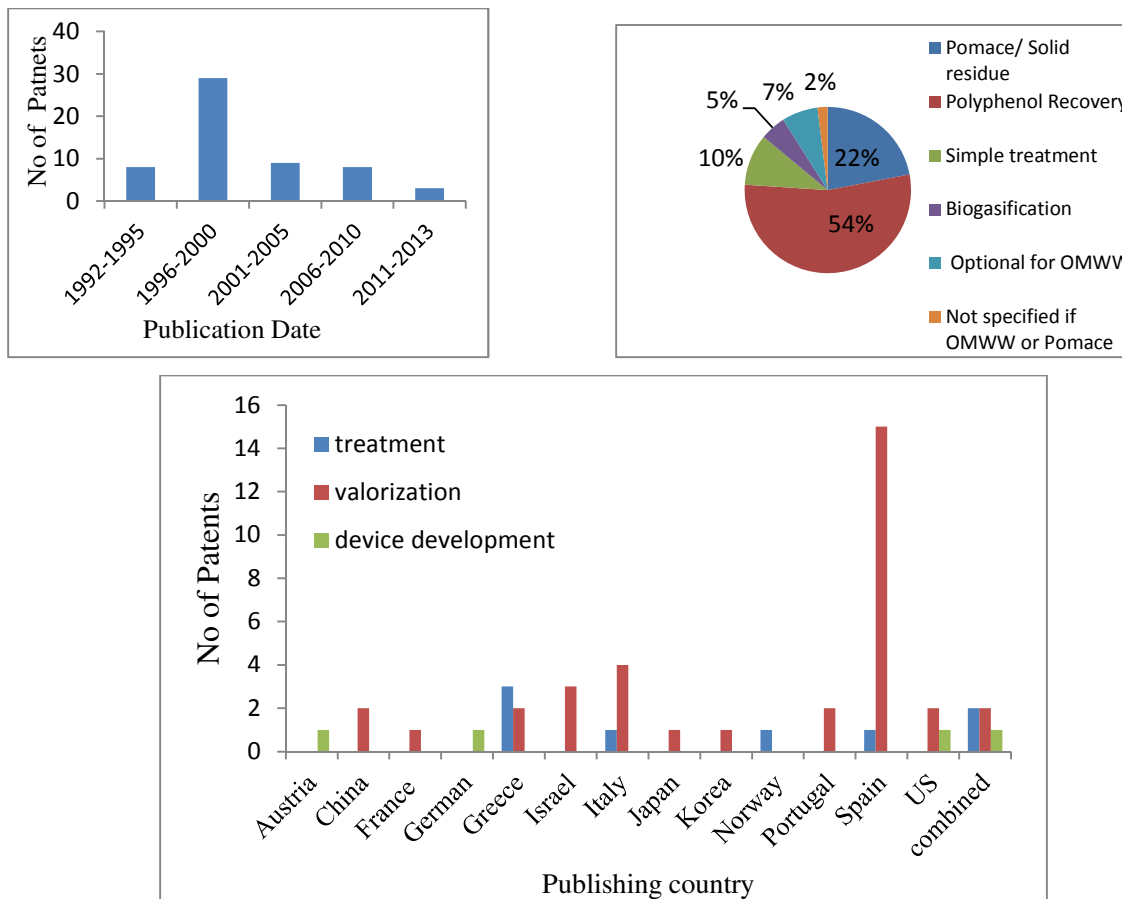 No of Patnets
40
30
20
10
0
1992-1995
1996-2000
2001-2005
2006-2010
2011-2013
Publication Date
5%
7%
2%
10%
22%
54%
Pomace/ Solid
residue
Polyphenol Recovery
Simple treatment
Biogasification
Optional for OMWW
Not specified if
OMWW or Pomace
No of Patents
16
14
12
10
8
6
4
2
0
treatment
valorization
device development
Austria
China
France
German
Greece
Israel
Italy
Japan
Korea
Norway
Portugal
Spain
US
combined
Publishing country